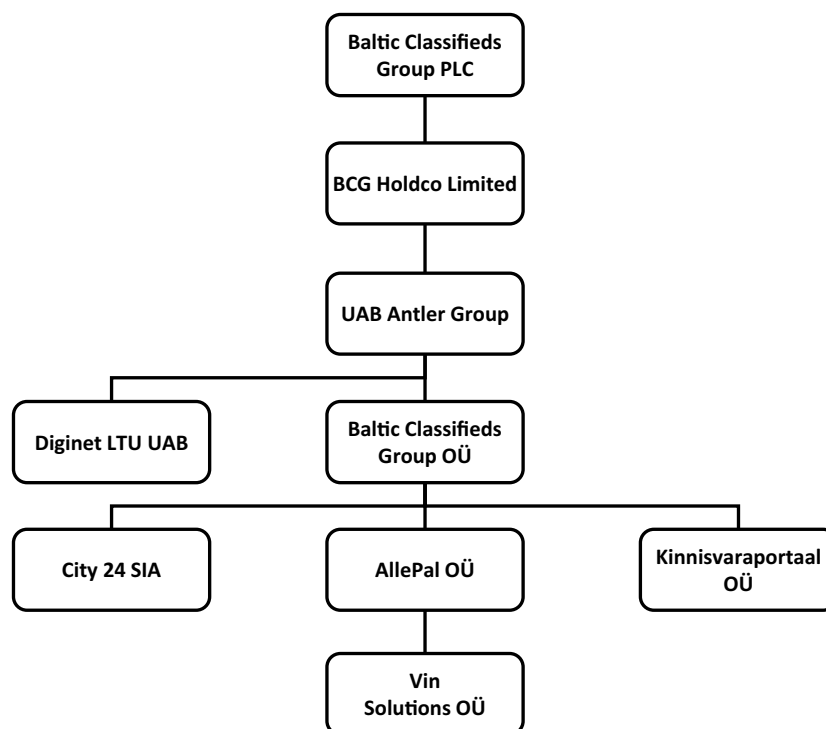 Baltic Classifieds
Group PLC
BCG Holdco Limited
UAB Antler Group
Diginet LTU UAB
Baltic Classifieds
Group OÜ
City 24 SIA
AllePal OÜ
Kinnisvaraportaal
OÜ
Vin
Solutions OÜ